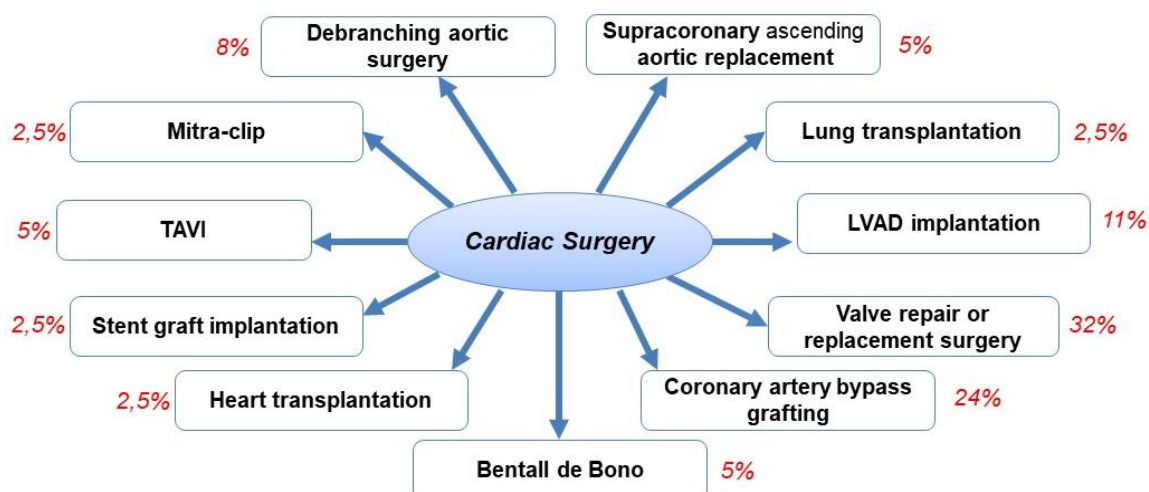 8%
Debranching aortic
surgery
Supracoronary ascending
aortic replacement
5%
2,5%
Mitra-clip
Lung transplantation
2,5%
5%
TAVI
Cardiac Surgery
LVAD implantation
11%
2,5%
Stent graft implantation
Valve repair or
replacement surgery
32%
2,5%
Heart transplantation
Coronary artery bypass
grafting
24%
Bentall de Bono
5%